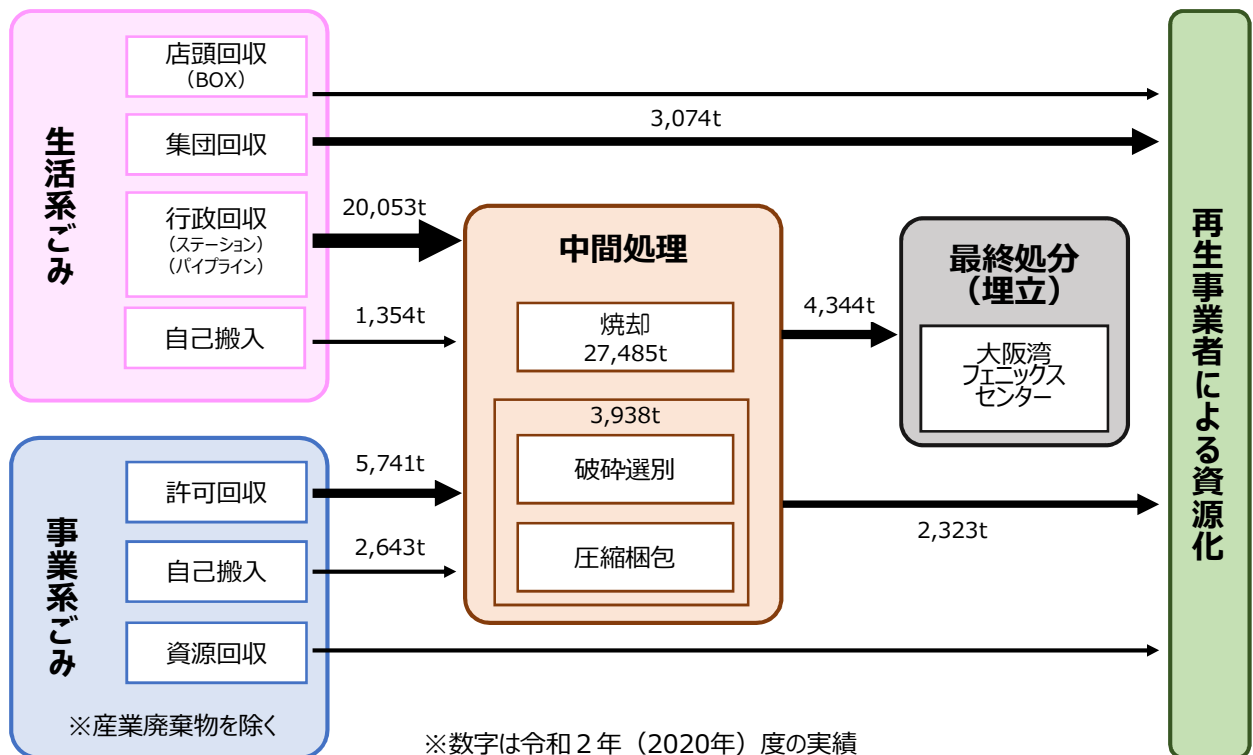 生活系ごみ
店頭回収
（BOX）
集団回収
行政回収
（ステーション）
（パイプライン）
自己搬入
3,074t
20,053t
1,354t
中間処理
焼却
27,485t
3,938t
破砕選別
圧縮梱包
4,344t
最終処分
（埋立）
大阪湾
フェニックス
センター
2,323t
再生事業者による資源化
事業系ごみ
許可回収
自己搬入
資源回収
※産業廃棄物を除く
5,741t
2,643t
※数字は令和２年（2020年）度の実績